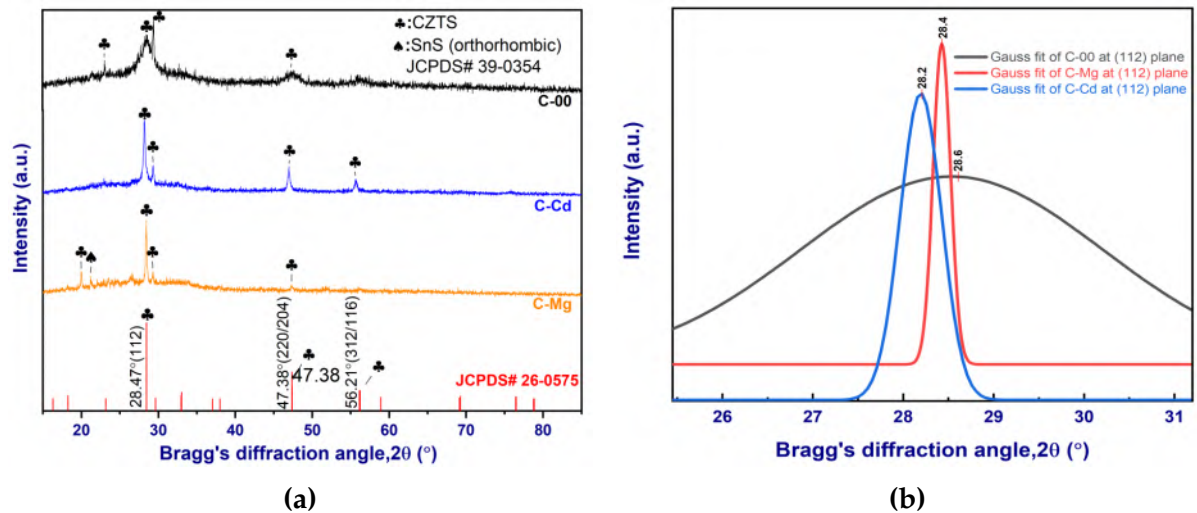 ♣:CZTS
♠:SnS (orthorhombic)
JCPDS# 39-0354
C-00
C-Cd
C-Mg
28.47°(112)
47.38°(220/204)
47.38
56.21°(312/116)
JCPDS# 26-0575
Intensity (a.u.)
20 30 40 50 60 70 80
Bragg's diffraction angle,2θ (°)
(a)
28.4
28.2
28.6
Gauss fit of C-00 at (112) plane
Gauss fit of C-Mg at (112) plane
Gauss fit of C-Cd at (112) plane
Intensity (a.u.)
26 27 28 29 30 31
Bragg's diffraction angle,2θ (°)
(b)